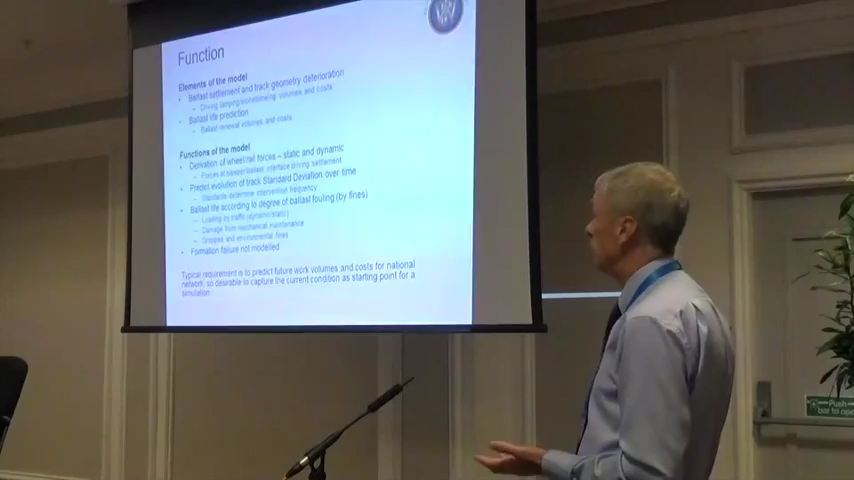 Function
Elements of the model
• Ballast settlement and track geometry deterioration
– Driving tamping/stoneblowing volumes and costs
• Ballast life prediction
– Ballast renewal volumes and costs
Functions of the model
• Derivation of wheel/rail forces – static and dynamic
– Forces at sleeper/ballast interface driving settlement
• Predict evolution of track Standard Deviation over time
– Standards determine intervention frequency
• Ballast life according to degree of ballast fouling (by fines)
– Loading by traffic (dynamic/static)
– Damage from mechanical maintenance
– Dropped and environmental fines
• Formation failure not modelled
Typical requirement is to predict future work volumes and costs for national
network, so desirable to capture the current condition as starting point for a
simulation
Push
bar to open